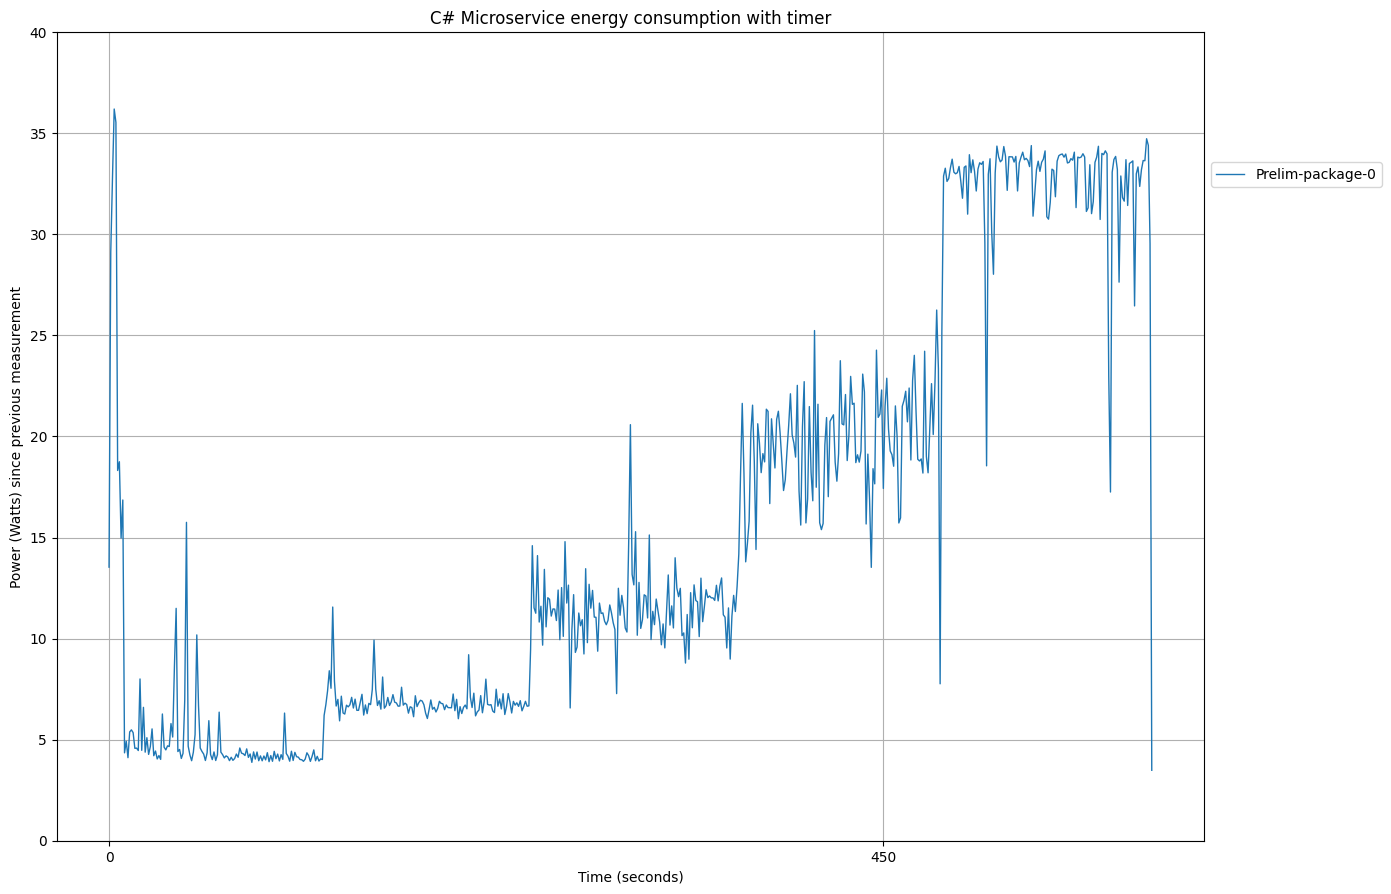 C# Microservice energy consumption with timer
40
35
30
25
20
15
10
5
0
Power (Watts) since previous measurement
Prelim-package-0
0
450
Time (seconds)